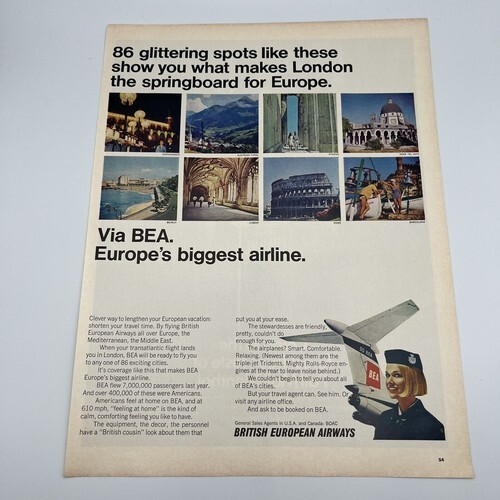 86 glittering spots like these
show you what makes London
the springboard for Europe.
COPENHAGEN
AUSTRIAN TYROL
ATHENS
BEIRUT
LISBON
ROME
BARCELONA
Via BEA.
Europe's biggest airline.
Clever way to lengthen your European vacation:
shorten your travel time. By flying British
European Airways all over Europe, the
Mediterranean, the Middle East.
When your transatlantic flight lands
you in London, BEA will be ready to fly you
to any one of 86 exciting cities.
It's coverage like this that makes BEA
Europe's biggest airline.
BEA flew 7,000,000 passengers last year.
And over 400,000 of these were Americans.
Americans feel at home on BEA, and at
610 mph, "feeling at home" is the kind of
calm, comforting feeling you like to have.
The equipment, the decor, the personnel
have a "British cousin" look about them that
put you at your ease.
The stewardesses are friendly,
pretty, couldn't do
enough for you.
The airplanes? Smart. Comfortable.
Relaxing. (Newest among them are the
triple-jet Tridents. Mighty Rolls-Royce en-
gines at the rear to leave noise behind.)
We couldn't begin to tell you about all
of BEA's cities.
But your travel agent can. See him. Or
visit any airline office.
And ask to be booked on BEA.
General Sales Agents in U.S.A. and Canada: BOAC
BRITISH EUROPEAN AIRWAYS
BEA
54